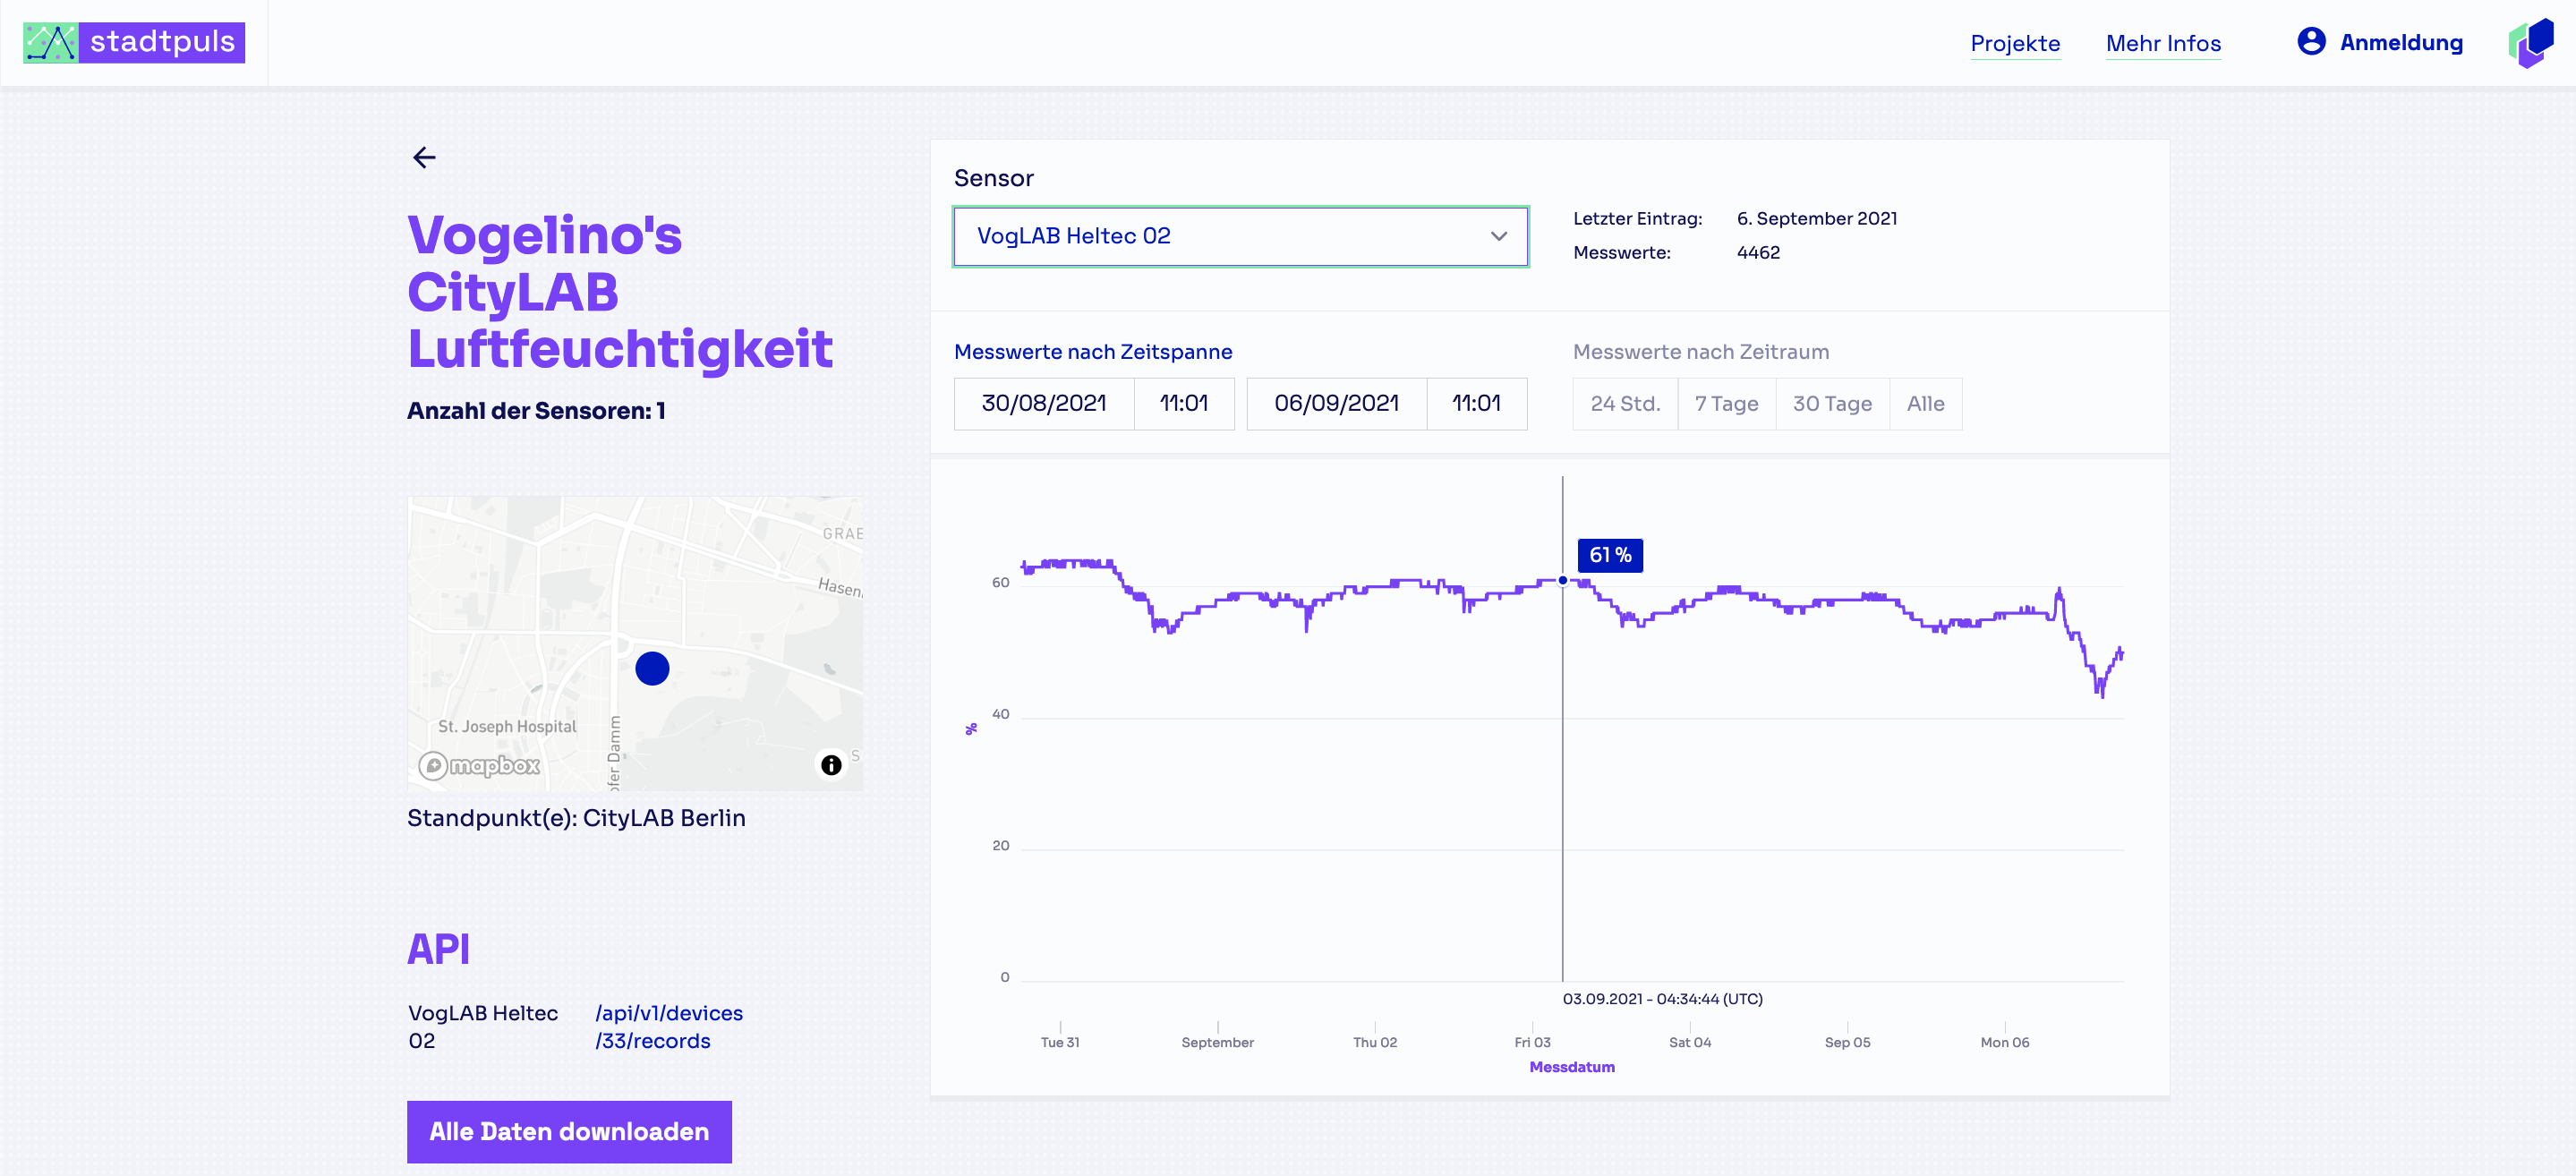 stadtpuls
Projekte
Mehr Infos
Anmeldung
Vogelino's
CityLAB
Luftfeuchtigkeit
Anzahl der Sensoren: 1
GRAE
Hasen
St. Joseph Hospital
ofer Damm
S
mapbox
Standpunkt(e): CityLAB Berlin
API
VogLAB Heltec
02
/api/v1/devices
/33/records
Alle Daten downloaden
Sensor
VogLAB Heltec 02
Letzter Eintrag: 6. September 2021
Messwerte: 4462
Messwerte nach Zeitspanne
30/08/2021 11:01 06/09/2021 11:01
Messwerte nach Zeitraum
24 Std. 7 Tage 30 Tage Alle
61 %
60
40
%
20
0
03.09.2021 - 04:34:44 (UTC)
Tue 31 September Thu 02 Fri 03 Sat 04 Sep 05 Mon 06
Messdatum